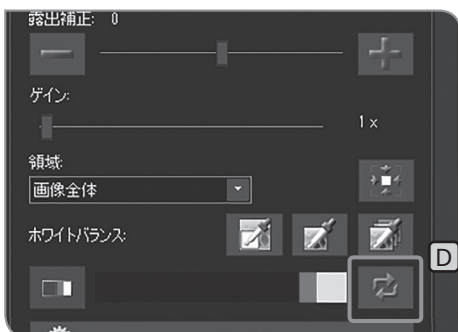 露出補正: 0
ゲイン:
1 x
領域:
画像全体
ホワイトバランス:
D